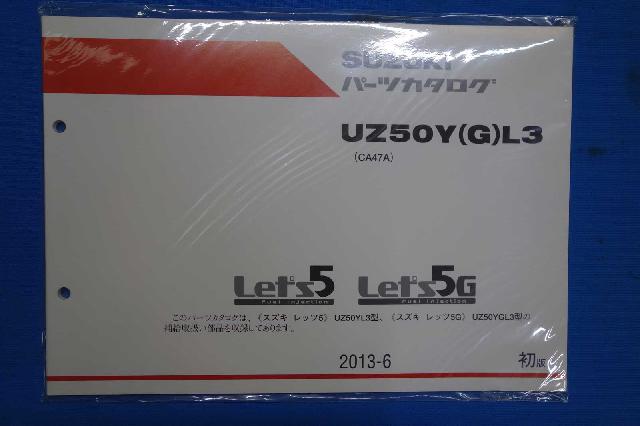 SUZUKI
パーツカタログ
UZ50Y(G)L3
(CA47A)
Let's5 Let's5G
Fuel Injection Fuel Injection
このパーツカタログは、《スズキ レッツ5》 UZ50YL3型、《スズキ レッツ5G》 UZ50YGL3型の
補給取扱い部品を収録してあります。
2013-6 初版